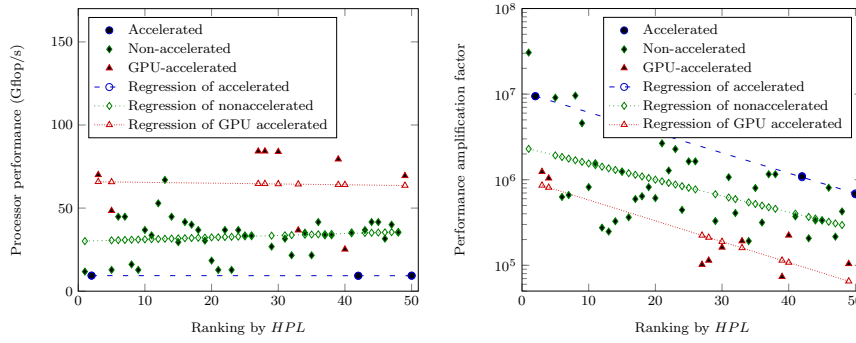 Accelerated
Non-accelerated
GPU-accelerated
Regression of accelerated
Regression of nonaccelerated
Regression of GPU accelerated
Processor performance (Gflop/s)
150
100
50
0
0 10 20 30 40 50
Ranking by HPL
Accelerated
Non-accelerated
GPU-accelerated
Regression of accelerated
Regression of nonaccelerated
Regression of GPU accelerated
Performance amplification factor
10^8
10^7
10^6
10^5
0 10 20 30 40 50
Ranking by HPL